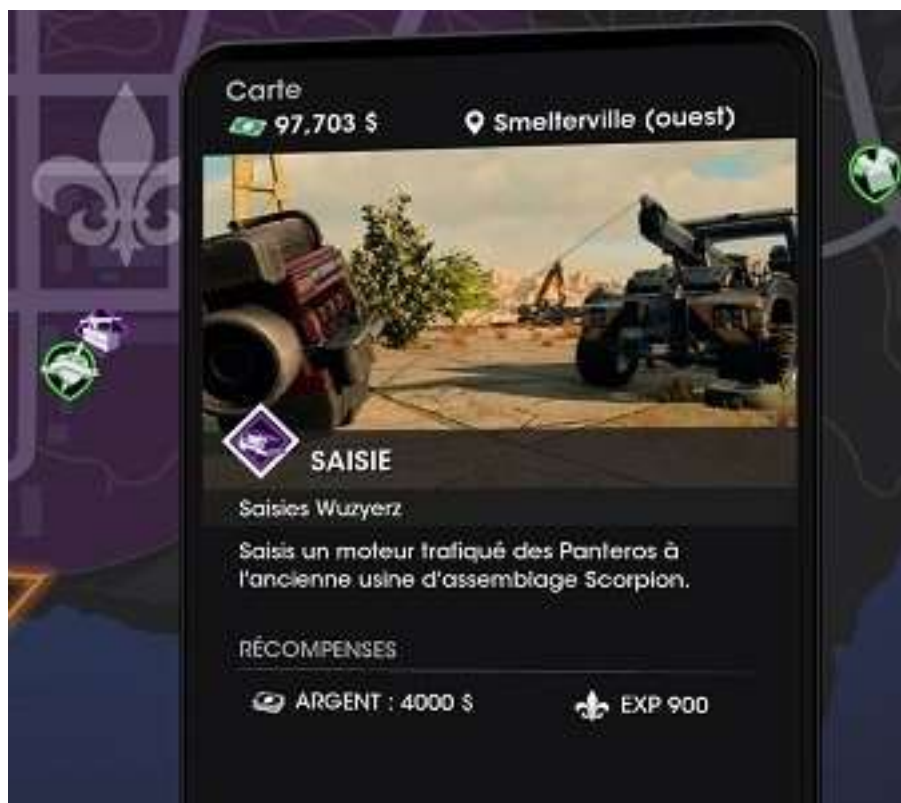 Carte
97,703 $
Smelterville (ouest)
SAISIE
Saisies Wuzyerz
Saisis un moteur trafiqué des Panteros à
l'ancienne usine d'assemblage Scorpion.
RÉCOMPENSES
ARGENT : 4000 $
EXP 900